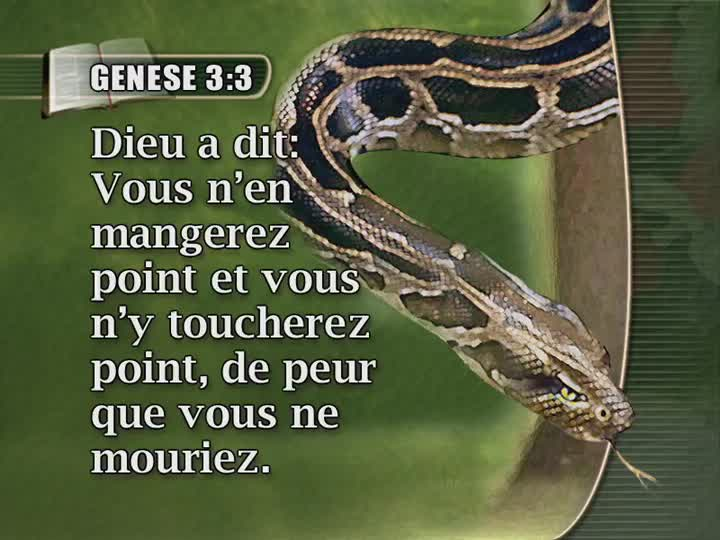 GENESE 3:3
Dieu a dit:
Vous n'en
mangerez
point et vous
n'y toucherez
point, de peur
que vous ne
mouriez.